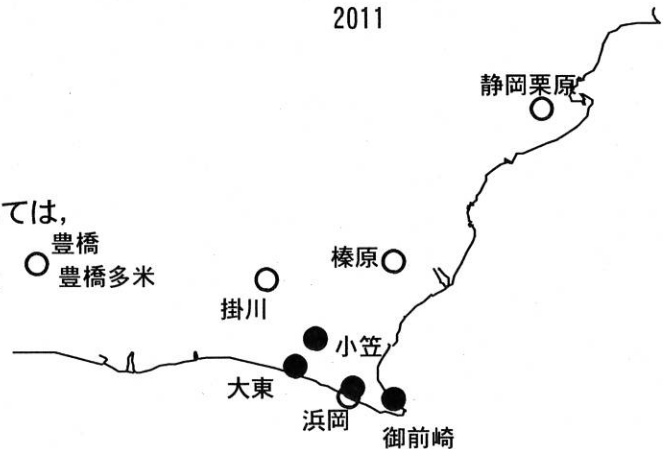 2011
静岡栗原
ては,
豊橋
豊橋多米
榛原
掛川
小笠
大東
浜岡
御前崎